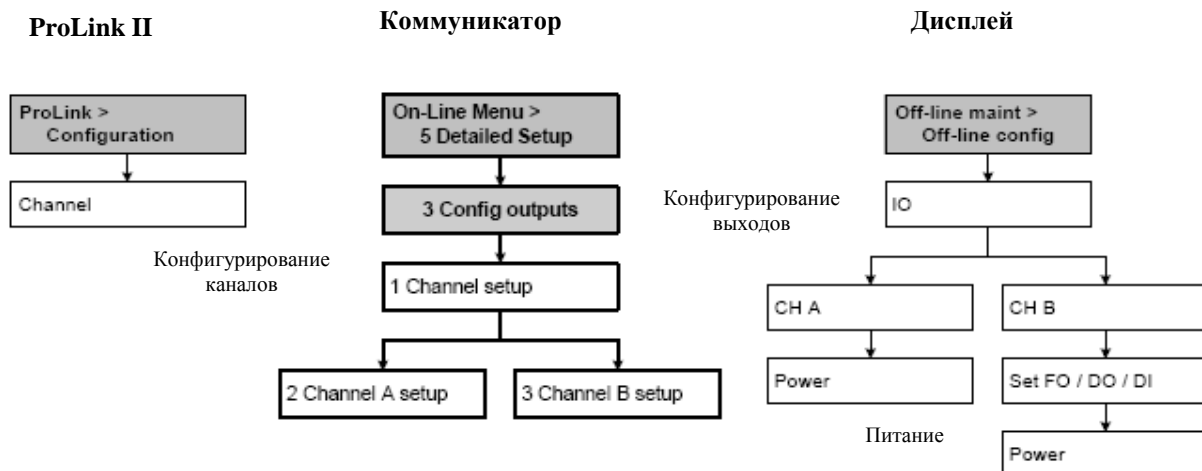 ProLink II
Коммуникатор
Дисплей
ProLink >
Configuration
Channel
Конфигурирование
каналов
On-Line Menu >
5 Detailed Setup
3 Config outputs
1 Channel setup
2 Channel A setup
3 Channel B setup
Конфигурирование
выходов
Off-line maint >
Off-line config
IO
CH A
CH B
Power
Set FO / DO / DI
Питание
Power